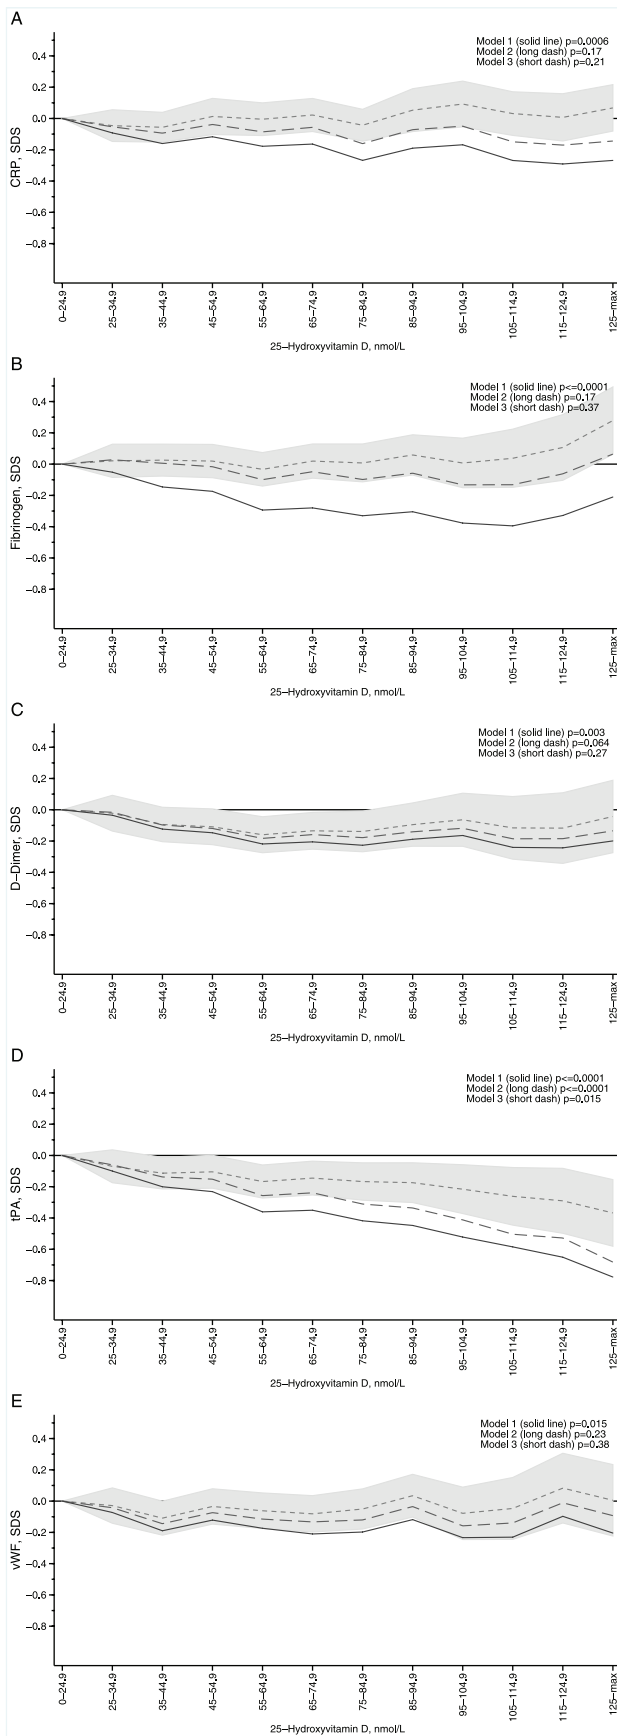 A
Model 1 (solid line) p=0.0006
Model 2 (long dash) p=0.17
Model 3 (short dash) p=0.21
0.4
0.2
0.0
−0.2
−0.4
−0.6
−0.8
CRP, SDS
0−24.9
25−34.9
35−44.9
45−54.9
55−64.9
65−74.9
75−84.9
85−94.9
95−104.9
105−114.9
115−124.9
125−max
25−Hydroxyvitamin D, nmol/L
B
Model 1 (solid line) p<=0.0001
Model 2 (long dash) p=0.17
Model 3 (short dash) p=0.37
0.4
0.2
0.0
−0.2
−0.4
−0.6
−0.8
Fibrinogen, SDS
0−24.9
25−34.9
35−44.9
45−54.9
55−64.9
65−74.9
75−84.9
85−94.9
95−104.9
105−114.9
115−124.9
125−max
25−Hydroxyvitamin D, nmol/L
C
Model 1 (solid line) p=0.003
Model 2 (long dash) p=0.064
Model 3 (short dash) p=0.27
0.4
0.2
0.0
−0.2
−0.4
−0.6
−0.8
D−Dimer, SDS
0−24.9
25−34.9
35−44.9
45−54.9
55−64.9
65−74.9
75−84.9
85−94.9
95−104.9
105−114.9
115−124.9
125−max
25−Hydroxyvitamin D, nmol/L
D
Model 1 (solid line) p<=0.0001
Model 2 (long dash) p<=0.0001
Model 3 (short dash) p=0.015
0.4
0.2
0.0
−0.2
−0.4
−0.6
−0.8
tPA, SDS
0−24.9
25−34.9
35−44.9
45−54.9
55−64.9
65−74.9
75−84.9
85−94.9
95−104.9
105−114.9
115−124.9
125−max
25−Hydroxyvitamin D, nmol/L
E
Model 1 (solid line) p=0.015
Model 2 (long dash) p=0.23
Model 3 (short dash) p=0.38
0.4
0.2
0.0
−0.2
−0.4
−0.6
−0.8
vWF, SDS
0−24.9
25−34.9
35−44.9
45−54.9
55−64.9
65−74.9
75−84.9
85−94.9
95−104.9
105−114.9
115−124.9
125−max
25−Hydroxyvitamin D, nmol/L